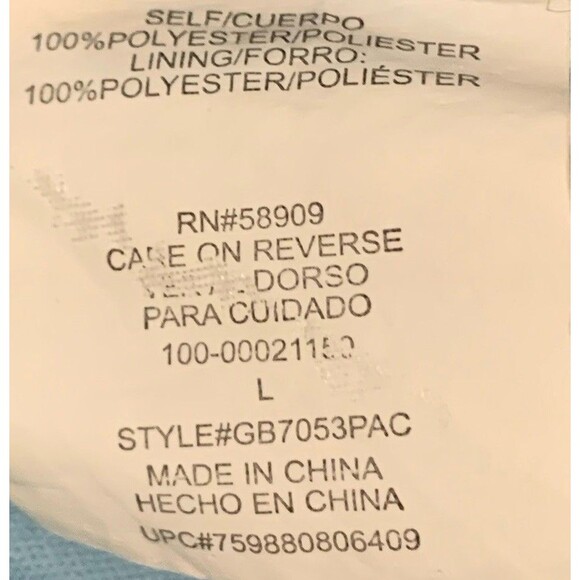 SELF/CUERPO
100%POLYESTER/POLIESTER
LINING/FORRO:
100%POLYESTER/POLIÉSTER
RN#58909
CARE ON REVERSE
DORSO
PARA CUIDADO
L
STYLE#GB7053PAC
MADE IN CHINA
HECHO EN CHINA
UPC#759880806409